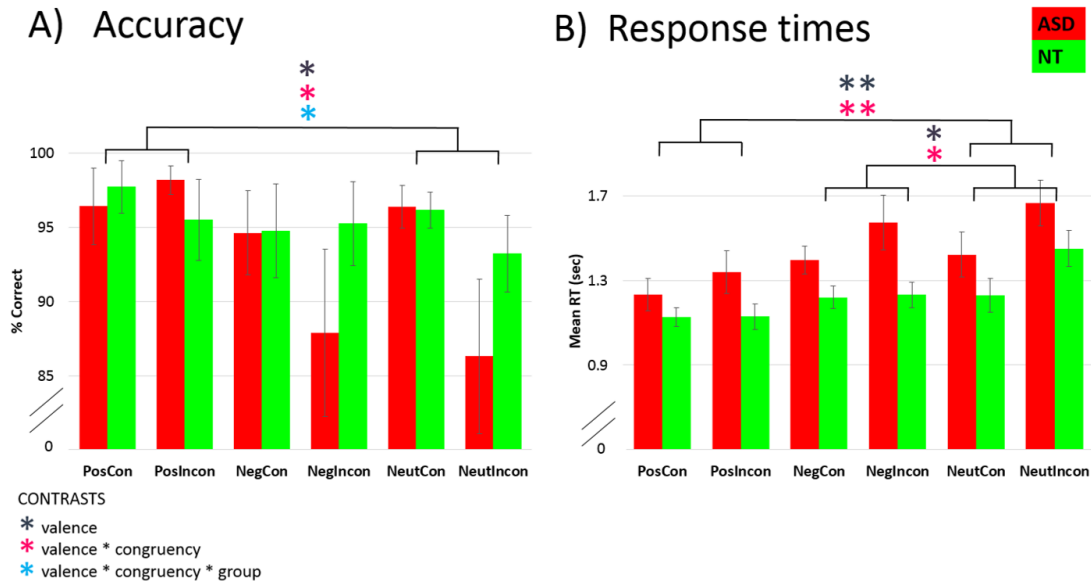 A) Accuracy
*
*
*
100
95
90
85
0
% Correct
PosCon PosIncon NegCon NegIncon NeutCon NeutIncon
B) Response times
ASD
NT
* *
* *
*
*
1.7
1.3
0.9
0
Mean RT (sec)
PosCon PosIncon NegCon NegIncon NeutCon NeutIncon
CONTRASTS
* valence
* valence * congruency
* valence * congruency * group